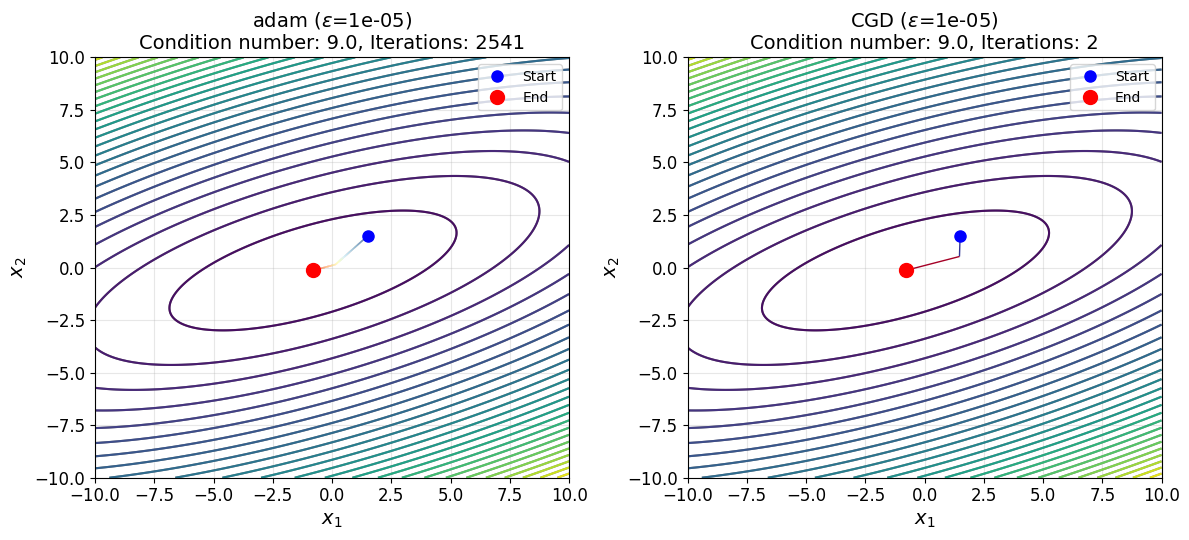 adam (ε=1e-05)
Condition number: 9.0, Iterations: 2541
Start
End
10.0
7.5
5.0
2.5
0.0
−2.5
−5.0
−7.5
−10.0
x₂
−10.0 −7.5 −5.0 −2.5 0.0 2.5 5.0 7.5 10.0
x₁
CGD (ε=1e-05)
Condition number: 9.0, Iterations: 2
Start
End
10.0
7.5
5.0
2.5
0.0
−2.5
−5.0
−7.5
−10.0
x₂
−10.0 −7.5 −5.0 −2.5 0.0 2.5 5.0 7.5 10.0
x₁